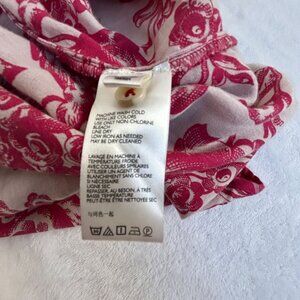 MACHINE WASH COLD
WITH LIKE COLORS
USE ONLY NON-CHLORINE
BLEACH
LINE DRY
LOW IRON AS NEEDED
MAY BE DRY CLEANED
LAVAGE EN MACHINE À
TEMPÉRATURE FROIDE
AVEC COULEURS SIMILAIRES
UTILISER UN AGENT DE
BLANCHIMENT SANS CHLORE
SI NÉCESSAIRE
LIGNE SEC
REPASSER, AU BESOIN, À TRÈS
BASSE TEMPÉRATURE
PEUT-ÊTRE NETTOYÉE SEC